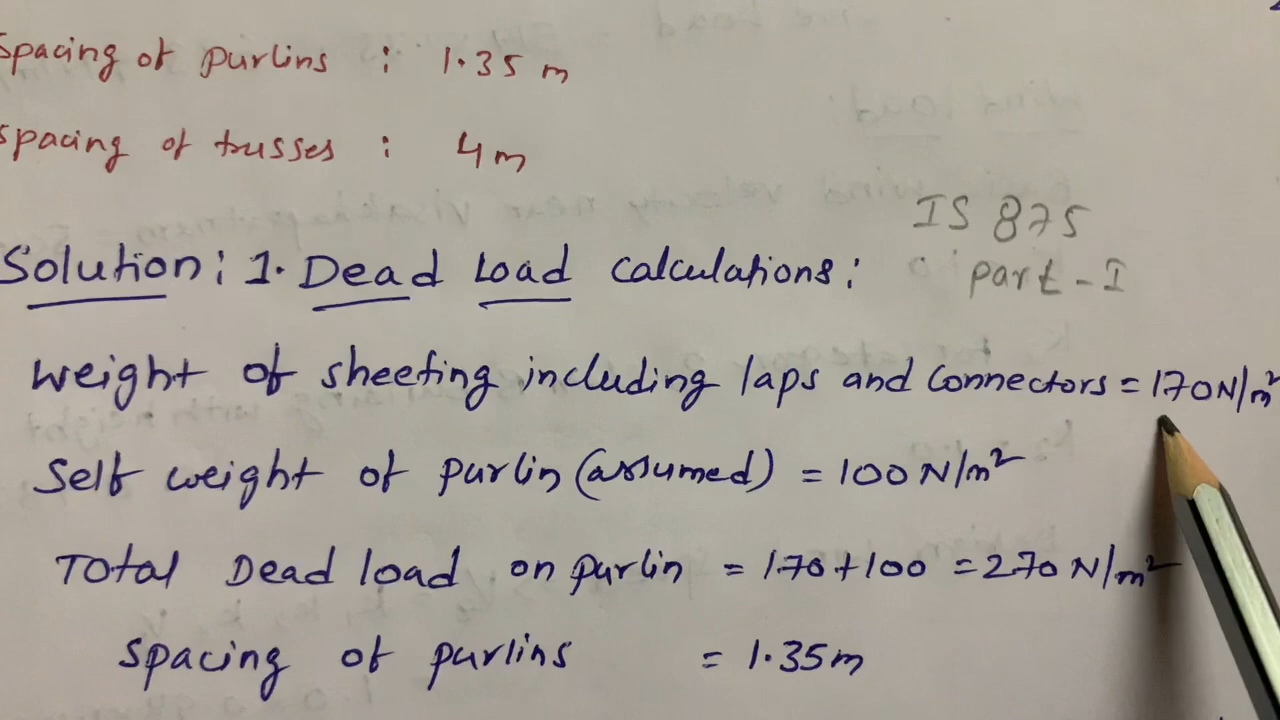 Spacing of purlins : 1.35 m
Spacing of trusses : 4m
IS 875
part - I
Solution: 1. Dead Load calculations:
Weight of sheeting including laps and connectors = 170N/m²
Self weight of purlin (assumed) = 100 N/m²
Total Dead load on purlin = 170+100 = 270 N/m²
Spacing of purlins = 1.35m